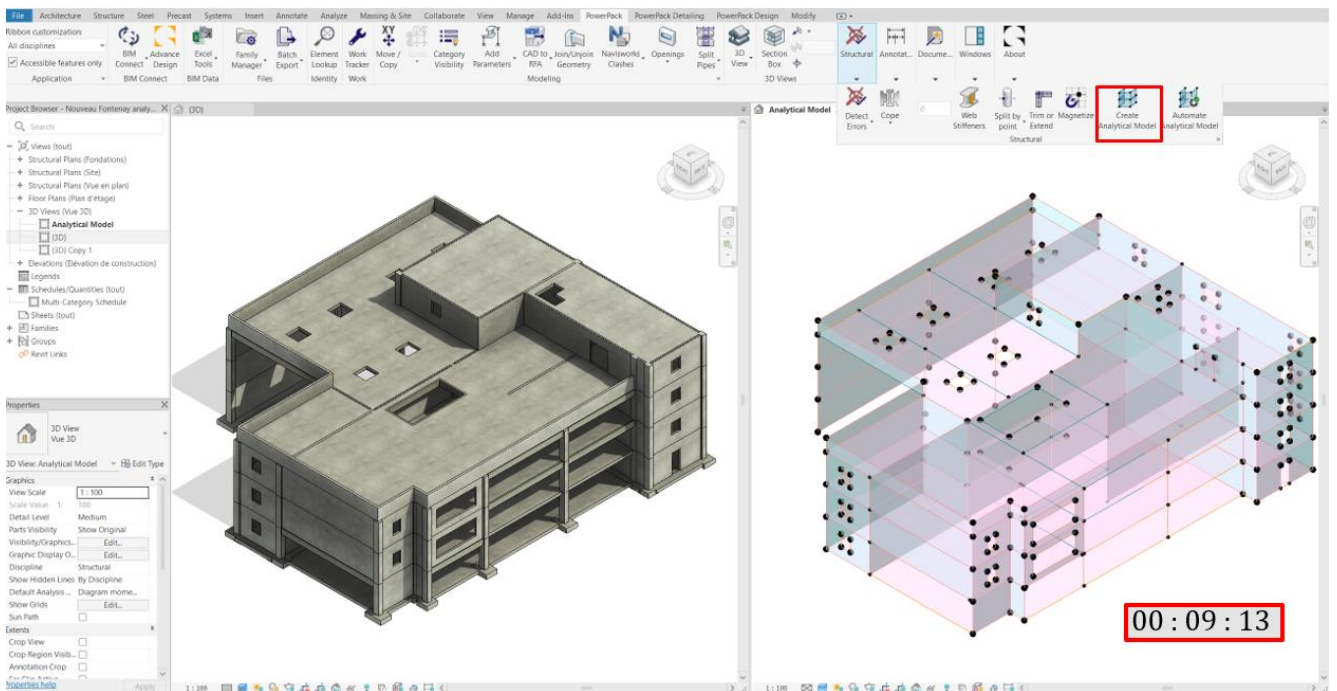 File Architecture Structure Steel Precast Systems Insert Annotate Analyze Massing & Site Collaborate View Manage Add-Ins PowerPack PowerPack Detailing PowerPack Design Modify
Ribbon customization:
All disciplines
Accessible features only
Application
BIM Connect
Advance Design
BIM Connect
Excel Tools
BIM Data
Family Manager
Batch Export
Files
Element Lookup
Identity
Work Tracker
Work
XY
Move / Copy
Category Visibility
Add Parameters
CAD to RFA
Join/Unjoin Geometry
Navisworks Clashes
Openings
Split Pipes
Modeling
3D View
Section Box
3D Views
Structural
Annotat...
Docume...
Windows
About
Detect Errors
Cope
0
Web Stiffeners
Split by point
Trim or Extend
Magnetize
Create Analytical Model
Automate Analytical Model
Structural
Project Browser - Nouveau Fontenay analy...
Search
Views (tout)
Structural Plans (Fondations)
Structural Plans (Site)
Structural Plans (Vue en plan)
Floor Plans (Plan d'étage)
3D Views (Vue 3D)
Analytical Model
{3D}
{3D} Copy 1
Elevations (Élévation de construction)
Legends
Schedules/Quantities (tout)
Multi-Category Schedule
Sheets (tout)
Families
Groups
Revit Links
Properties
3D View
Vue 3D
3D View: Analytical Model Edit Type
Graphics
View Scale 1 : 100
Scale Value 1: 100
Detail Level Medium
Parts Visibility Show Original
Visibility/Graphics... Edit...
Graphic Display O... Edit...
Discipline Structural
Show Hidden Lines By Discipline
Default Analysis ... Diagram mome...
Show Grids Edit...
Sun Path
Extents
Crop View
Crop Region Visib...
Annotation Crop
Properties help Apply
{3D}
1 : 100
Analytical Model
00 : 09 : 13
1 : 100